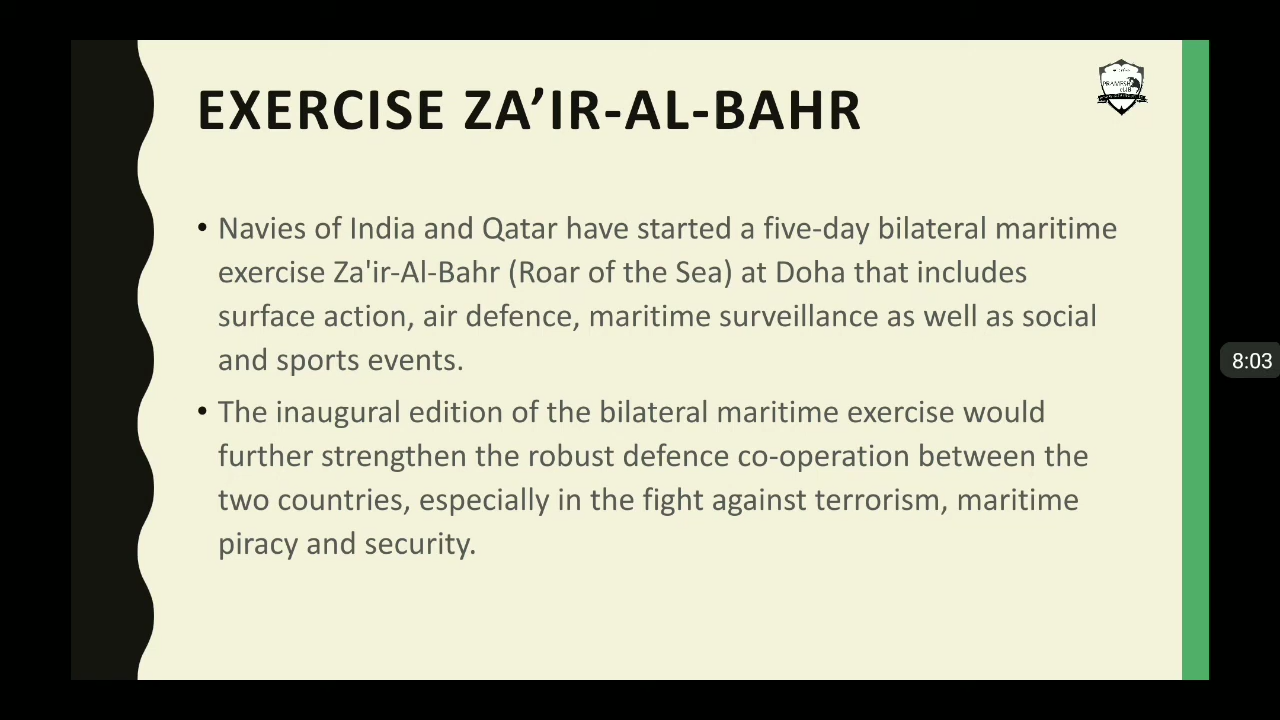 EXERCISE ZA’IR-AL-BAHR
• Navies of India and Qatar have started a five-day bilateral maritime
exercise Za'ir-Al-Bahr (Roar of the Sea) at Doha that includes
surface action, air defence, maritime surveillance as well as social
and sports events.
• The inaugural edition of the bilateral maritime exercise would
further strengthen the robust defence co-operation between the
two countries, especially in the fight against terrorism, maritime
piracy and security.
8:03